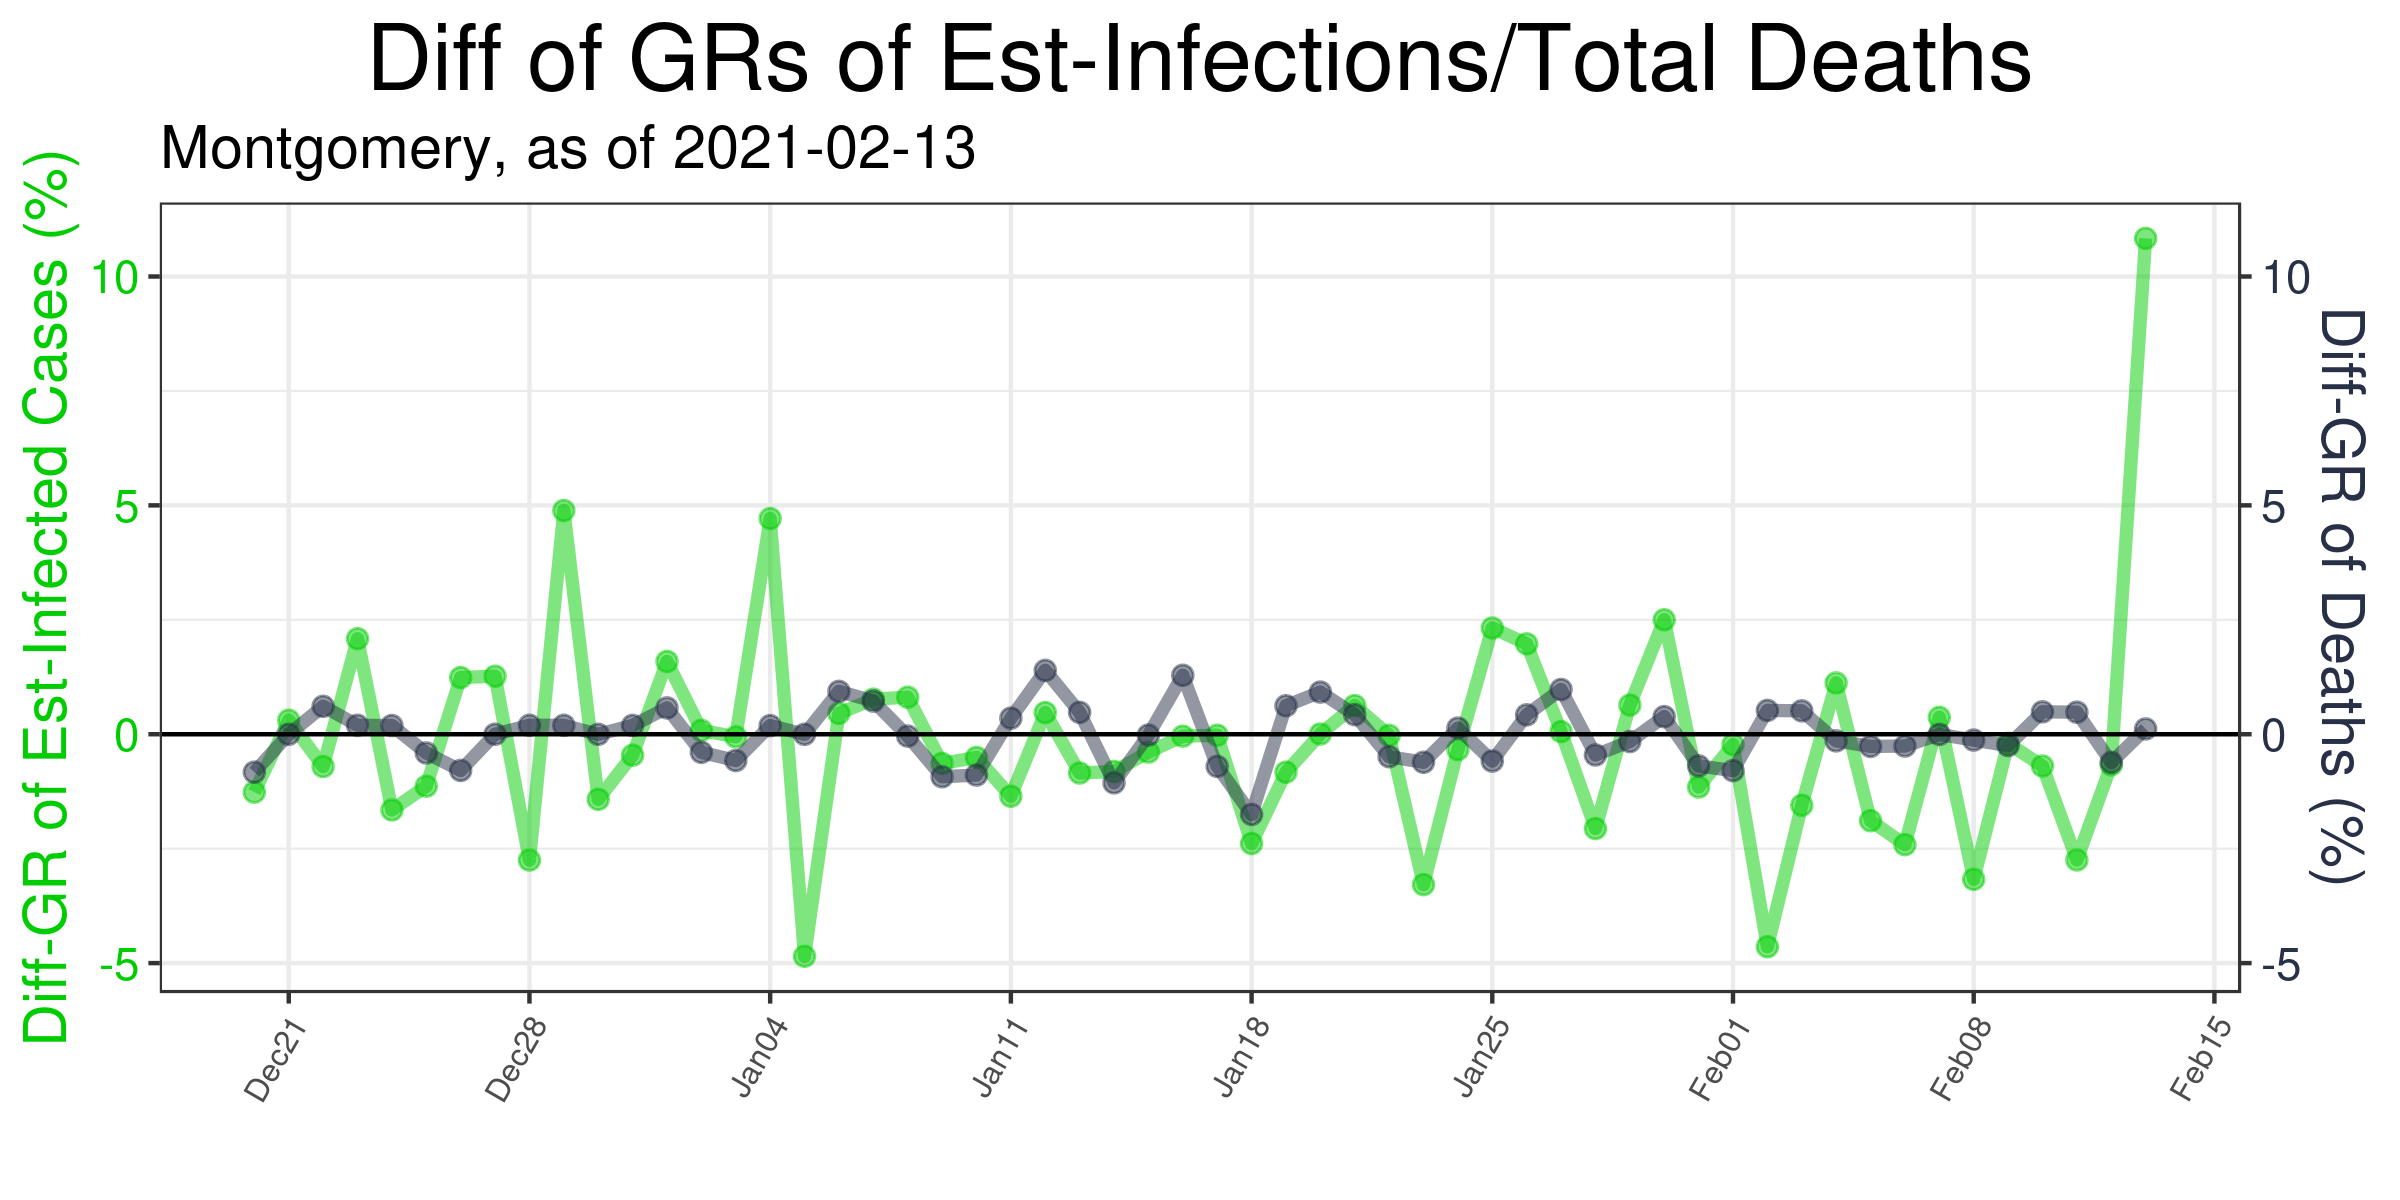 Diff of GRs of Est-Infections/Total Deaths
Montgomery, as of 2021-02-13
Diff-GR of Est-Infected Cases (%)
10
5
0
-5
10
5
0
-5
Diff-GR of Deaths (%)
Dec21
Dec28
Jan04
Jan11
Jan18
Jan25
Feb01
Feb08
Feb15